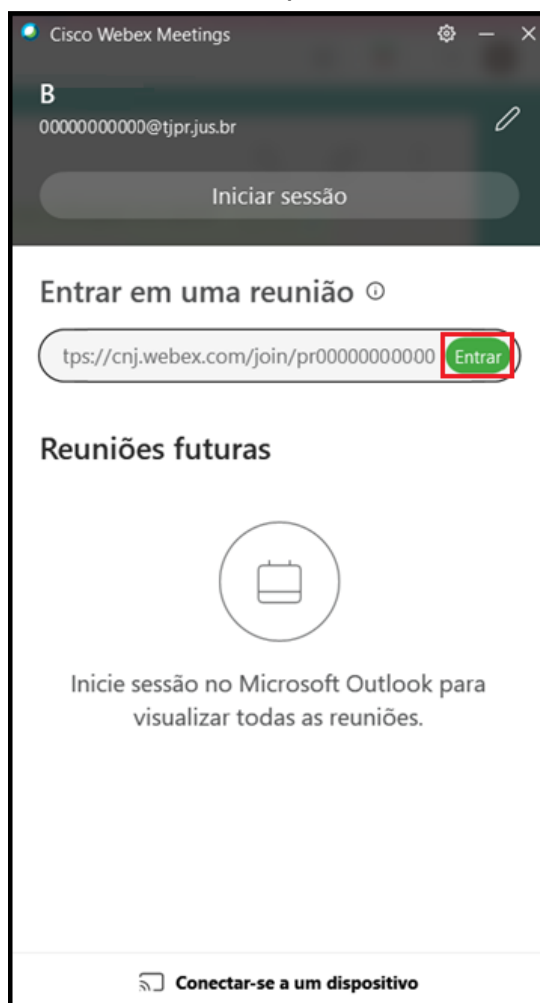 Cisco Webex Meetings
B
00000000000@tjpr.jus.br
Iniciar sessão
Entrar em uma reunião
tps://cnj.webex.com/join/pr00000000000 Entrar
Reuniões futuras
Inicie sessão no Microsoft Outlook para
visualizar todas as reuniões.
Conectar-se a um dispositivo